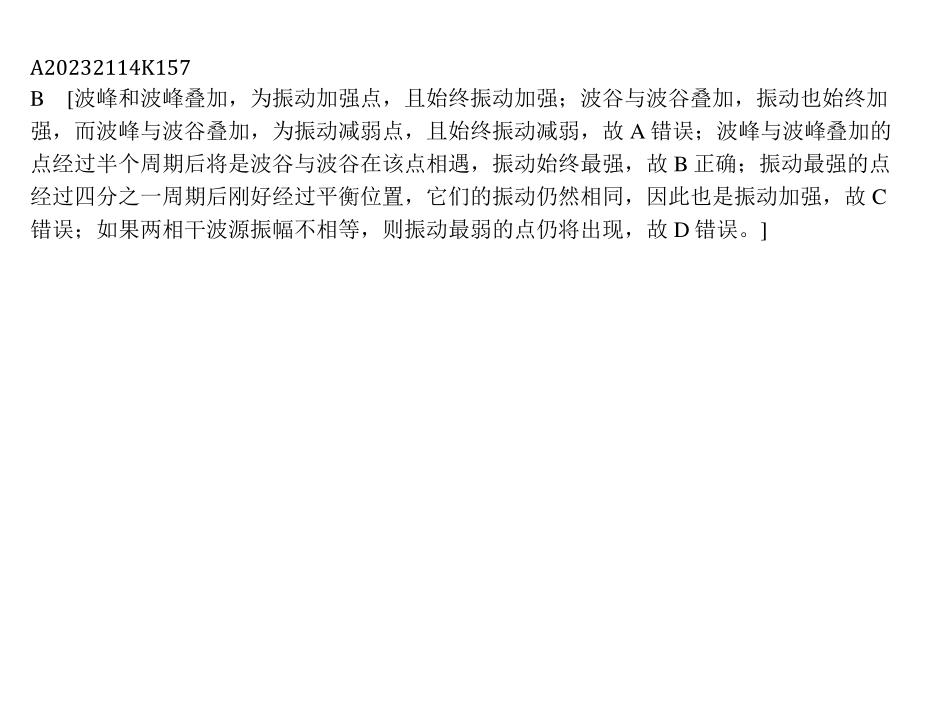 A20232114K157
B [波峰和波峰叠加，为振动加强点，且始终振动加强；波谷与波谷叠加，振动也始终加
强，而波峰与波谷叠加，为振动减弱点，且始终振动减弱，故 A 错误；波峰与波峰叠加的
点经过半个周期后将是波谷与波谷在该点相遇，振动始终最强，故 B 正确；振动最强的点
经过四分之一周期后刚好经过平衡位置，它们的振动仍然相同，因此也是振动加强，故 C
错误；如果两相干波源振幅不相等，则振动最弱的点仍将出现，故 D 错误。]